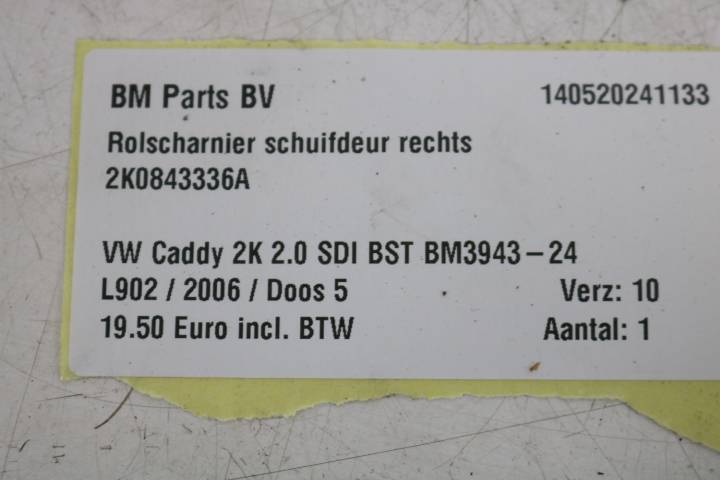 BM Parts BV 140520241133
Rolscharnier schuifdeur rechts
2K0843336A
VW Caddy 2K 2.0 SDI BST BM3943-24
L902 / 2006 / Doos 5 Verz: 10
19.50 Euro incl. BTW Aantal: 1